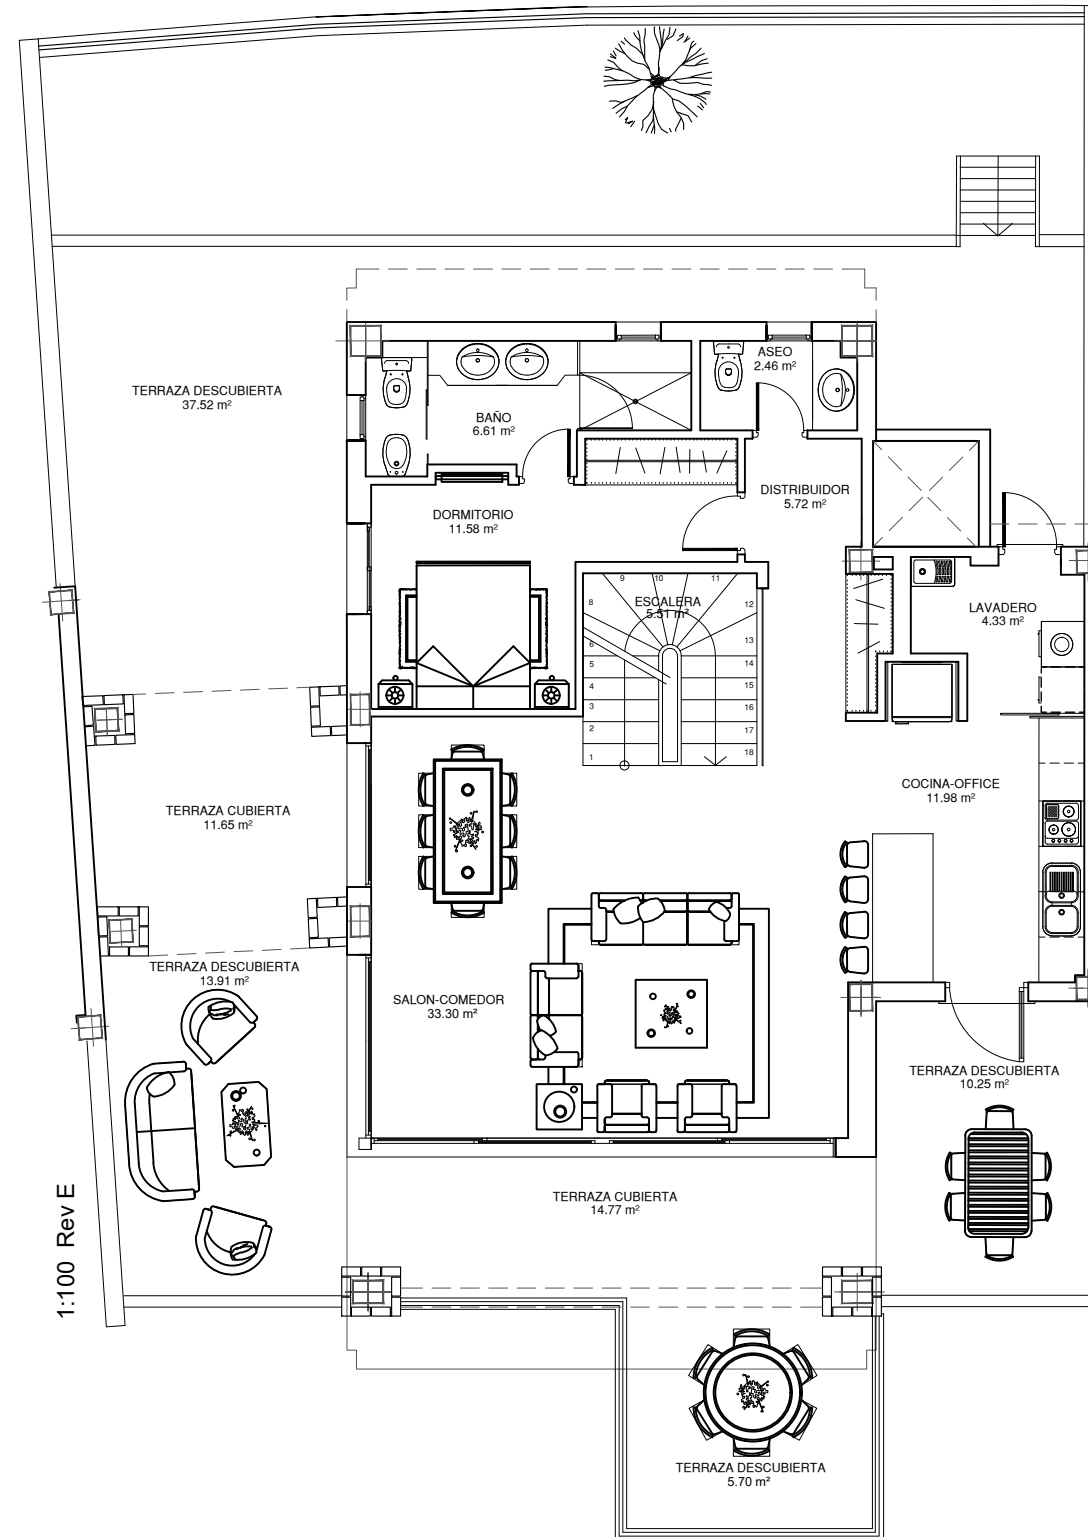 TERRAZA DESCUBIERTA
37.52 m²
ASEO
2.46 m²
BAÑO
6.61 m²
DISTRIBUIDOR
5.72 m²
DORMITORIO
11.58 m²
ESCALERA
5.51 m²
9
10
11
8
12
13
6
5
14
4
15
3
16
2
17
1
18
LAVADERO
4.33 m²
COCINA-OFFICE
11.98 m²
TERRAZA CUBIERTA
11.65 m²
TERRAZA DESCUBIERTA
13.91 m²
SALON-COMEDOR
33.30 m²
TERRAZA DESCUBIERTA
10.25 m²
TERRAZA CUBIERTA
14.77 m²
1:100 Rev E
TERRAZA DESCUBIERTA
5.70 m²